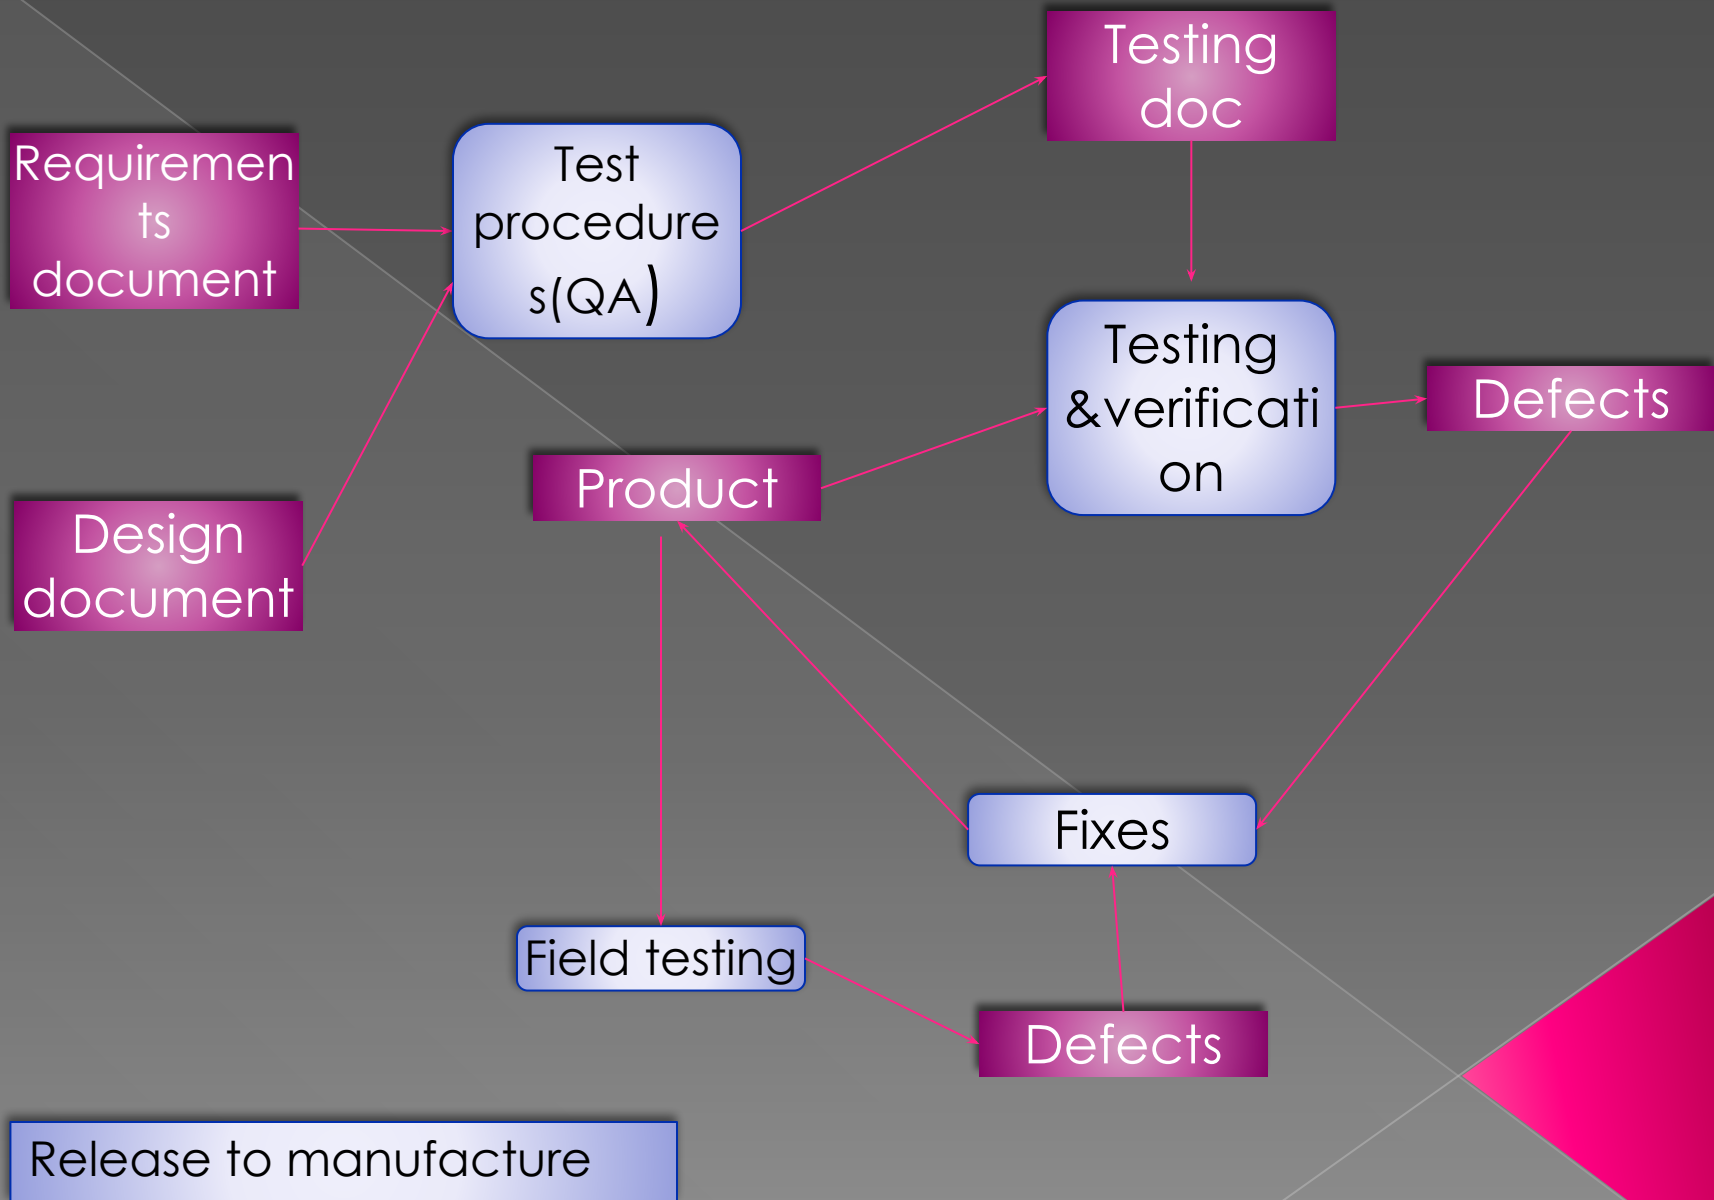 Testing
doc
Requiremen
ts
document
Test
procedure
s(QA)
Testing
&verificati
on
Defects
Product
Design
document
Fixes
Field testing
Defects
Release to manufacture